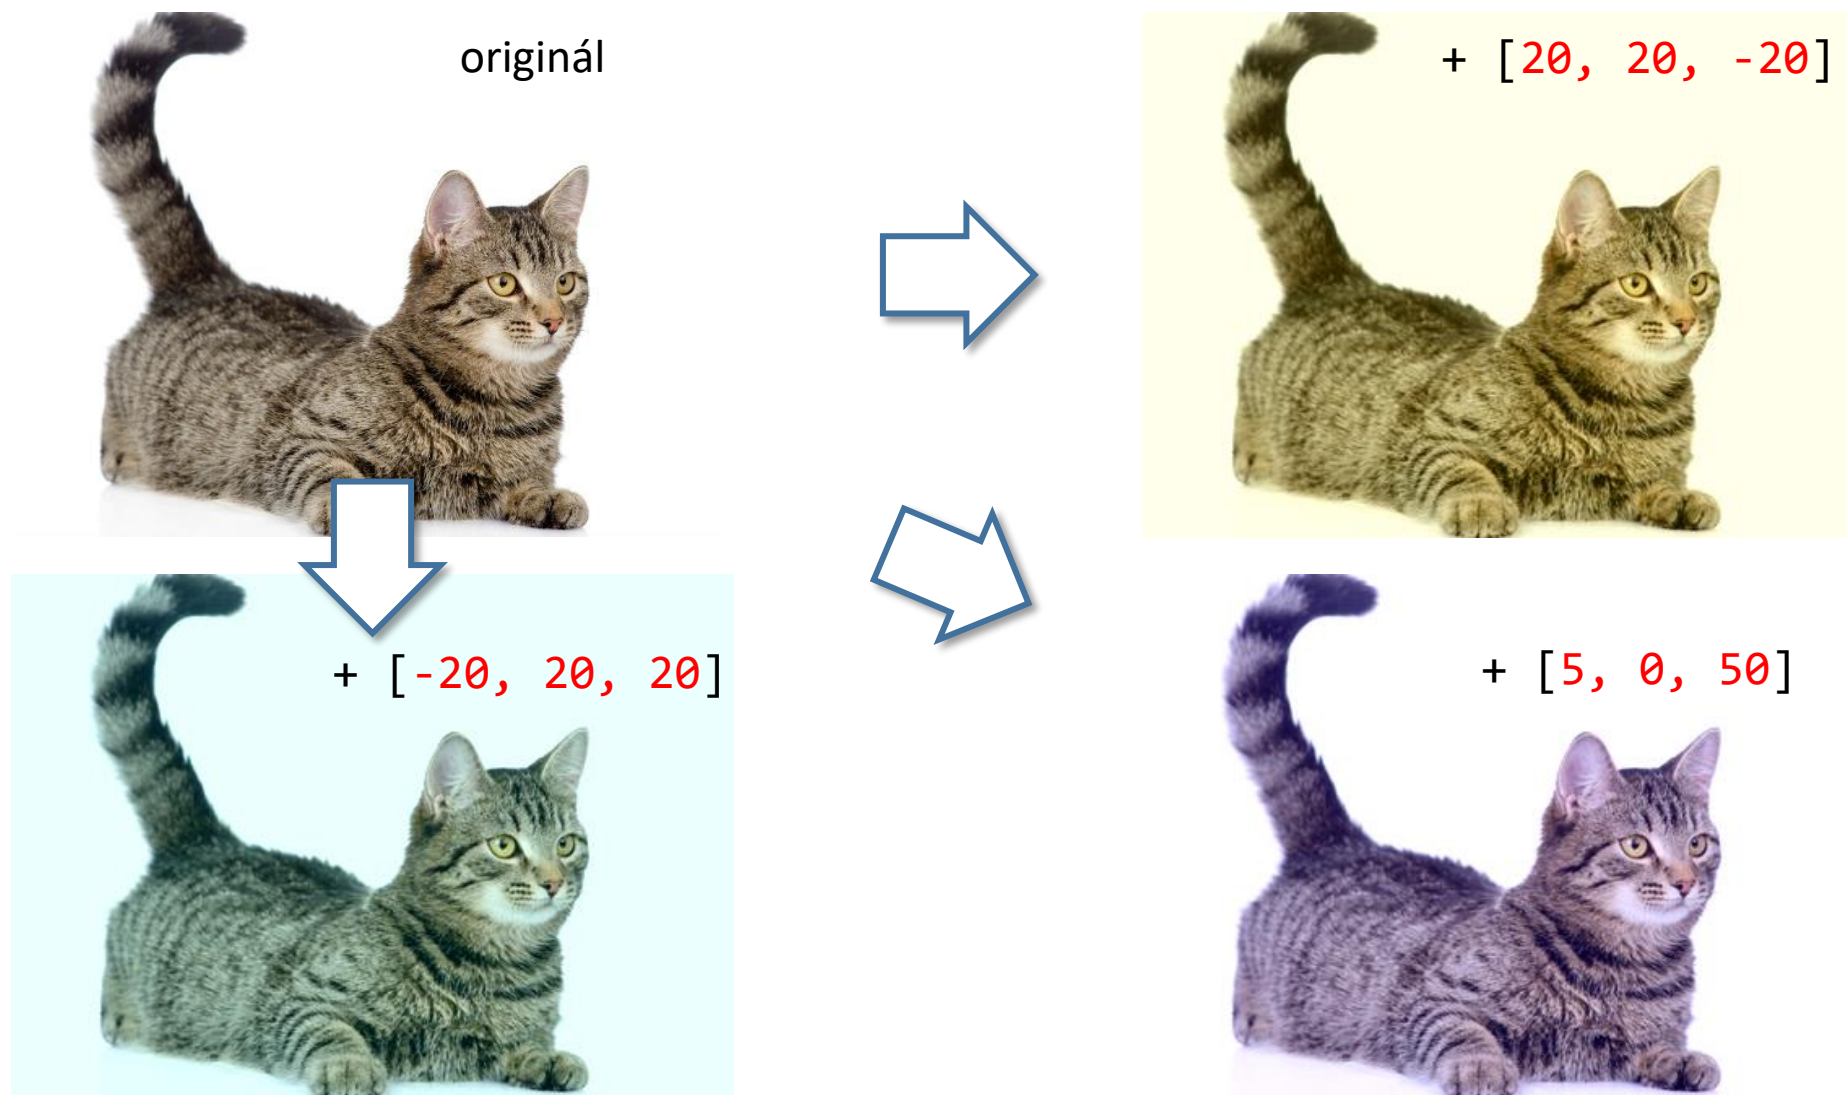 originál
+ [20, 20, -20]
+ [-20, 20, 20]
+ [5, 0, 50]